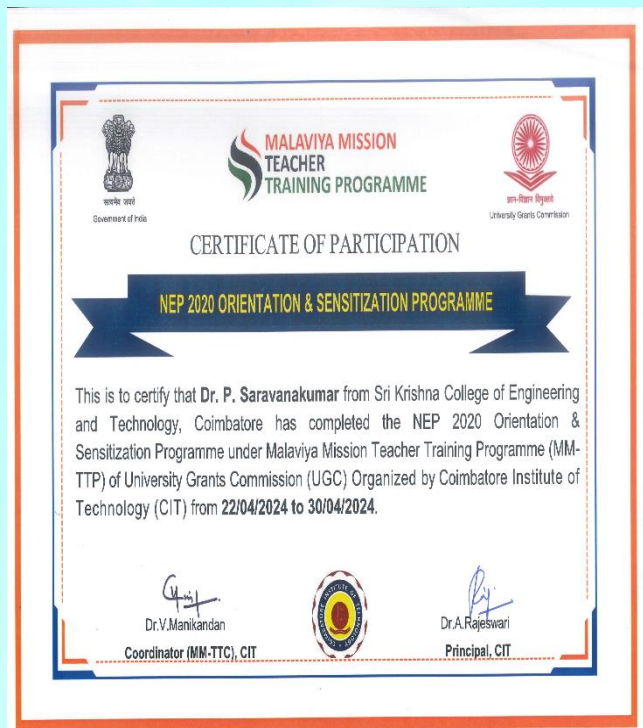 सत्यमेव जयते
Government of India
MALAVIYA MISSION
TEACHER
TRAINING PROGRAMME
ज्ञान-विज्ञान विमुक्तये
University Grants Commission
CERTIFICATE OF PARTICIPATION
NEP 2020 ORIENTATION & SENSITIZATION PROGRAMME
This is to certify that Dr. P. Saravanakumar from Sri Krishna College of Engineering
and Technology, Coimbatore has completed the NEP 2020 Orientation &
Sensitization Programme under Malaviya Mission Teacher Training Programme (MM-
TTP) of University Grants Commission (UGC) Organized by Coimbatore Institute of
Technology (CIT) from 22/04/2024 to 30/04/2024.
Dr.V.Manikandan
Coordinator (MM-TTC), CIT
COIMBATORE INSTITUTE OF TECHNOLOGY
Dr.A.Rajeswari
Principal, CIT